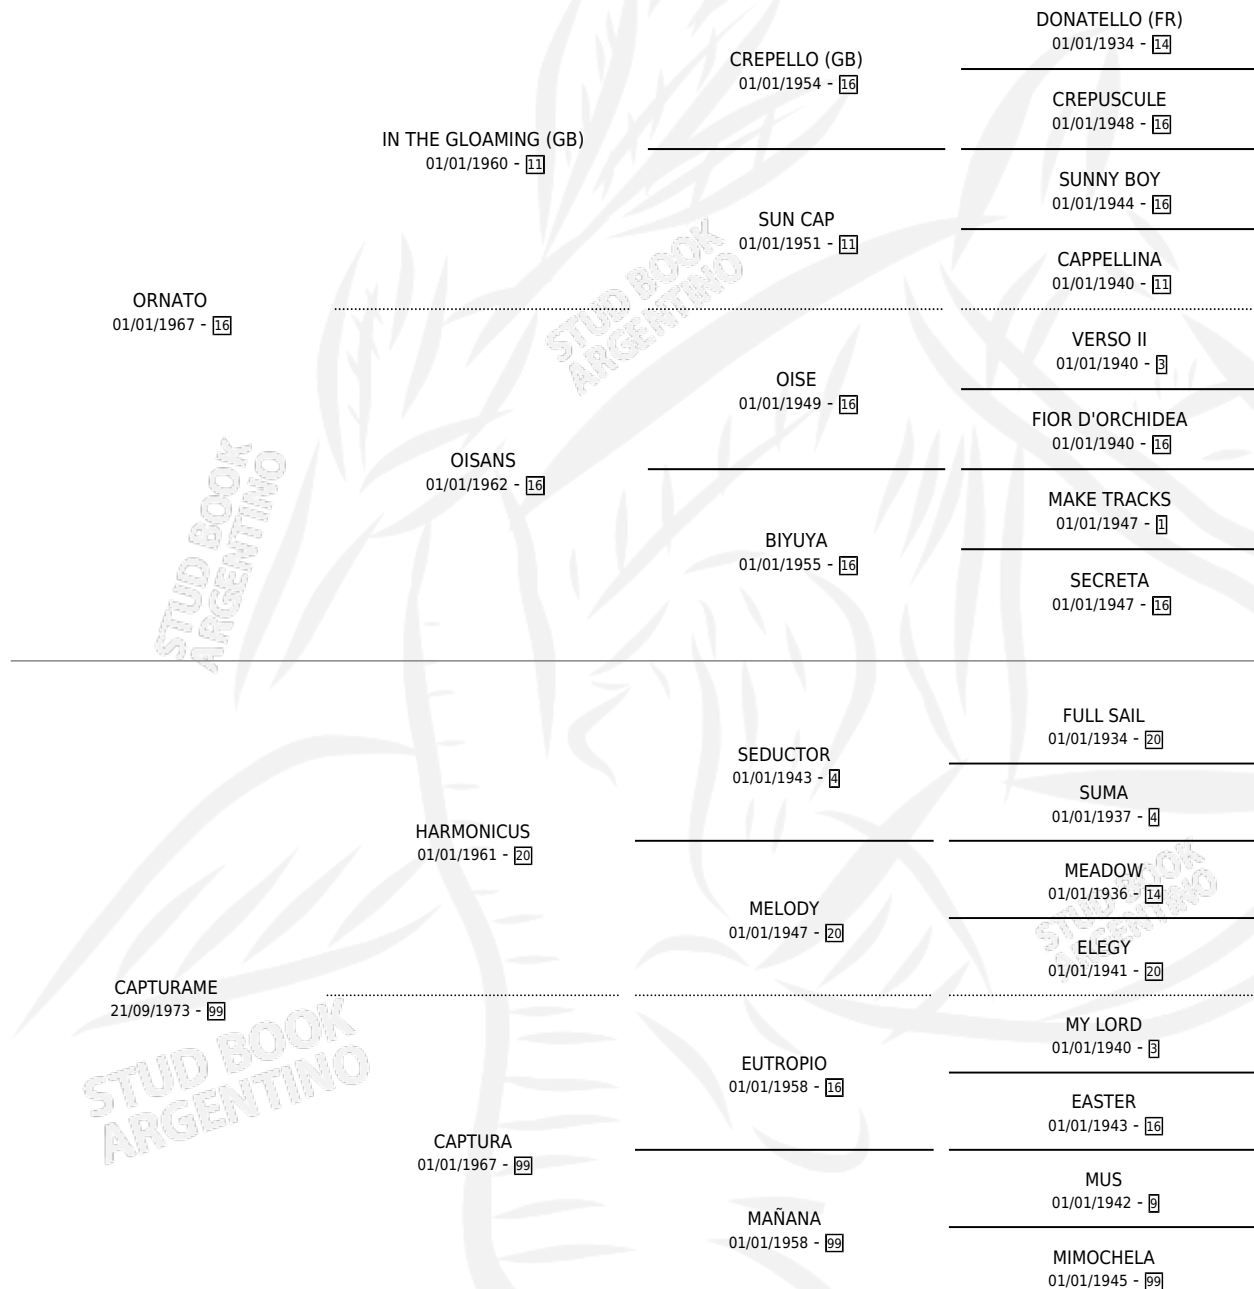 DONATELLO (FR)
01/01/1934 - 14
CREPELLO (GB)
01/01/1954 - 16
CREPUSCULE
01/01/1948 - 16
IN THE GLOAMING (GB)
01/01/1960 - 11
SUNNY BOY
01/01/1944 - 16
SUN CAP
01/01/1951 - 11
CAPPELLINA
01/01/1940 - 11
ORNATO
01/01/1967 - 16
VERSO II
01/01/1940 - 3
OISE
01/01/1949 - 16
FIOR D'ORCHIDEA
01/01/1940 - 16
OISANS
01/01/1962 - 16
MAKE TRACKS
01/01/1947 - 1
BIYUYA
01/01/1955 - 16
SECRETA
01/01/1947 - 16
FULL SAIL
01/01/1934 - 20
SEDUCTOR
01/01/1943 - 4
SUMA
01/01/1937 - 4
HARMONICUS
01/01/1961 - 20
MEADOW
01/01/1936 - 14
MELODY
01/01/1947 - 20
ELEGY
01/01/1941 - 20
CAPTURAME
21/09/1973 - 99
MY LORD
01/01/1940 - 3
EUTROPIO
01/01/1958 - 16
EASTER
01/01/1943 - 16
CAPTURA
01/01/1967 - 99
MUS
01/01/1942 - 9
MAÑANA
01/01/1958 - 99
MIMOCHELA
01/01/1945 - 99
STUD BOOK
ARGENTINO
STUD BOOK
ARGENTINO
STUD BOOK
ARGENTINO
STUD BOOK
ARGENTINO